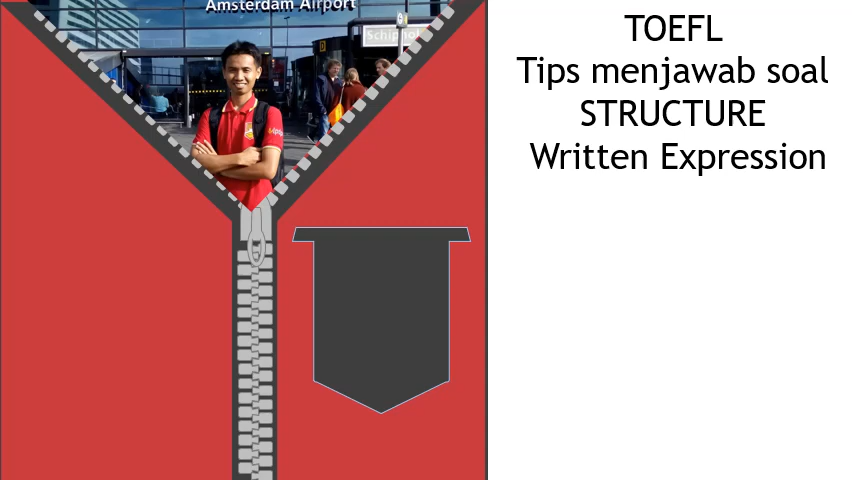 Amsterdam Airport
Schiphol
TOEFL
Tips menjawab soal
STRUCTURE
Written Expression